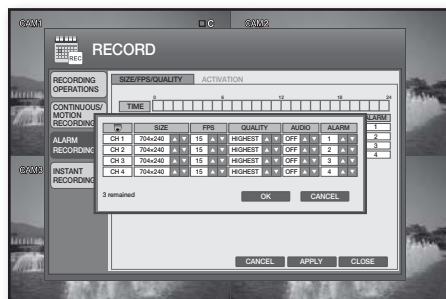 CAM1
C
CAM2
REC
RECORD
RECORDING OPERATIONS
SIZE/FPS/QUALITY ACTIVATION
0 6 12 18 24
TIME
CONTINUOUS/ MOTION RECORDING
ALARM
1
2
3
4
SIZE FPS QUALITY AUDIO ALARM
CH 1 704x240 15 HIGHEST OFF 1
CH 2 704x240 15 HIGHEST OFF 2
CH 3 704x240 15 HIGHEST OFF 3
CH 4 704x240 15 HIGHEST OFF 4
3 remained
OK CANCEL
ALARM RECORDING
CAM3
INSTANT RECORDING
CANCEL APPLY CLOSE